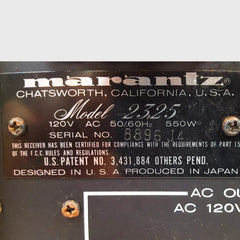 marantz
CHATSWORTH, CALIFORNIA, U.S.A.
Model 2325
120V AC 50/60Hz 550W
SERIAL NO. 8896 14
THIS RECEIVER HAS BEEN CERTIFIED FOR COMPLIANCE WITH THE REQUIREMENTS OF PART 15
OF THE F.C.C. RULES AND REGULATIONS.
U.S. PATENT NO. 3,431,884 OTHERS PEND.
DESIGNED IN U.S.A. PRODUCED IN JAPAN
AC OU
AC 120V